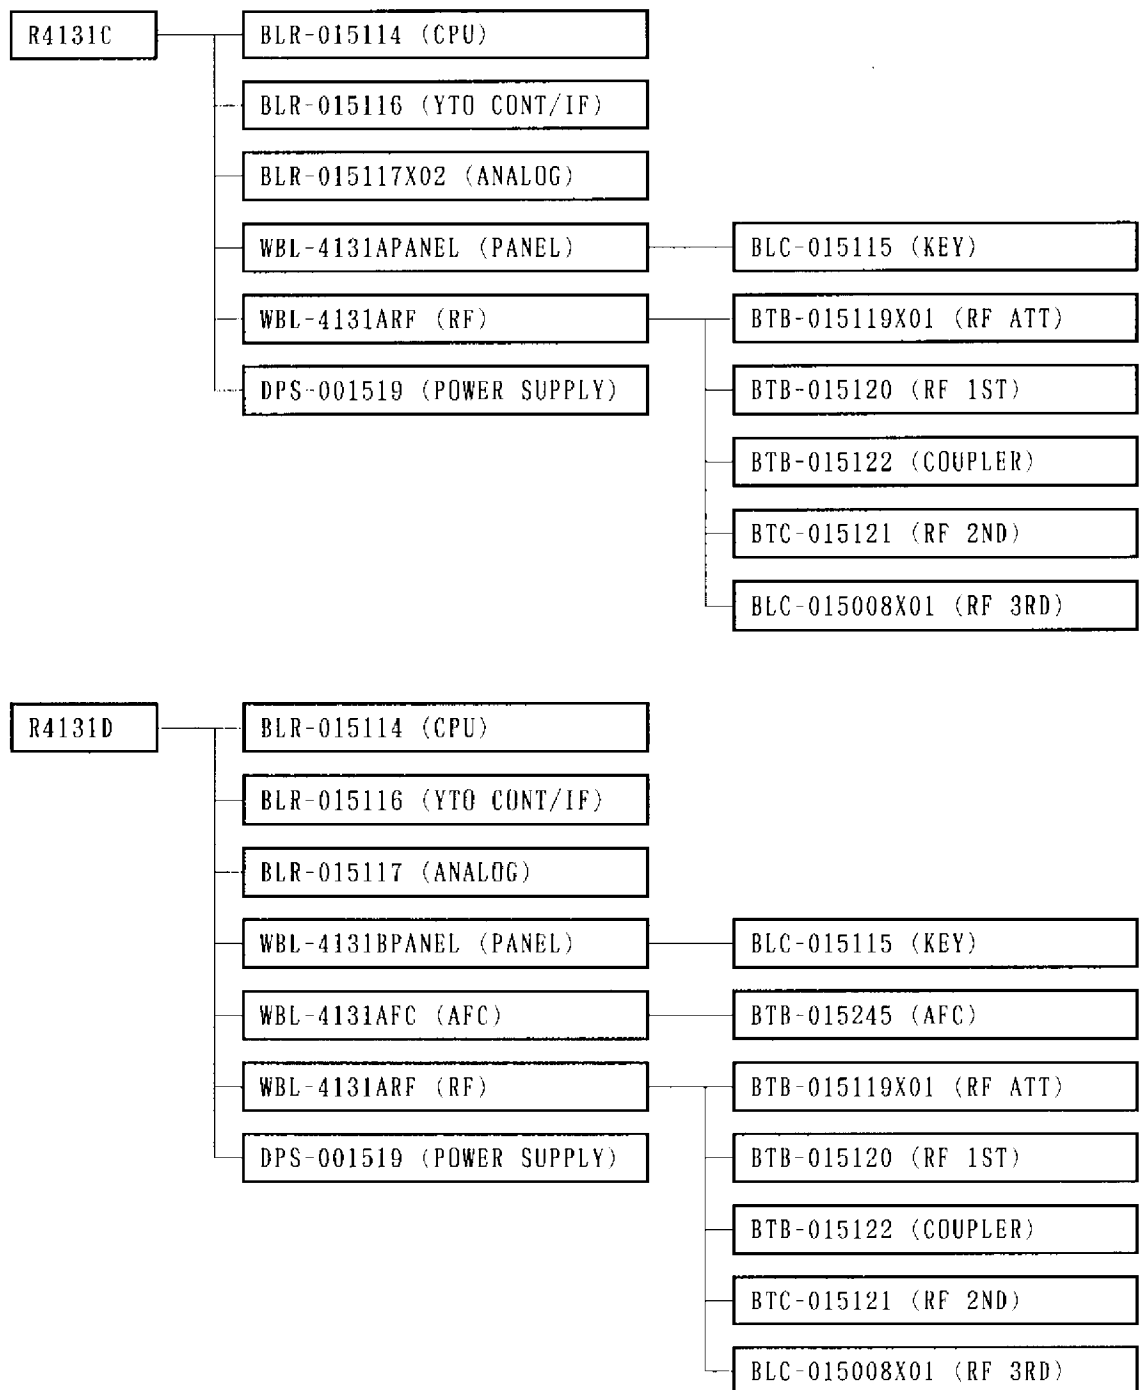 R4131C
BLR-015114 (CPU)
BLR-015116 (YTO CONT/IF)
BLR-015117X02 (ANALOG)
WBL-4131APANEL (PANEL)
BLC-015115 (KEY)
WBL-4131ARF (RF)
BTB-015119X01 (RF ATT)
DPS-001519 (POWER SUPPLY)
BTB-015120 (RF 1ST)
BTB-015122 (COUPLER)
BTC-015121 (RF 2ND)
BLC-015008X01 (RF 3RD)
R4131D
BLR-015114 (CPU)
BLR-015116 (YTO CONT/IF)
BLR-015117 (ANALOG)
WBL-4131BPANEL (PANEL)
BLC-015115 (KEY)
WBL-4131AFC (AFC)
BTB-015245 (AFC)
WBL-4131ARF (RF)
BTB-015119X01 (RF ATT)
DPS-001519 (POWER SUPPLY)
BTB-015120 (RF 1ST)
BTB-015122 (COUPLER)
BTC-015121 (RF 2ND)
BLC-015008X01 (RF 3RD)